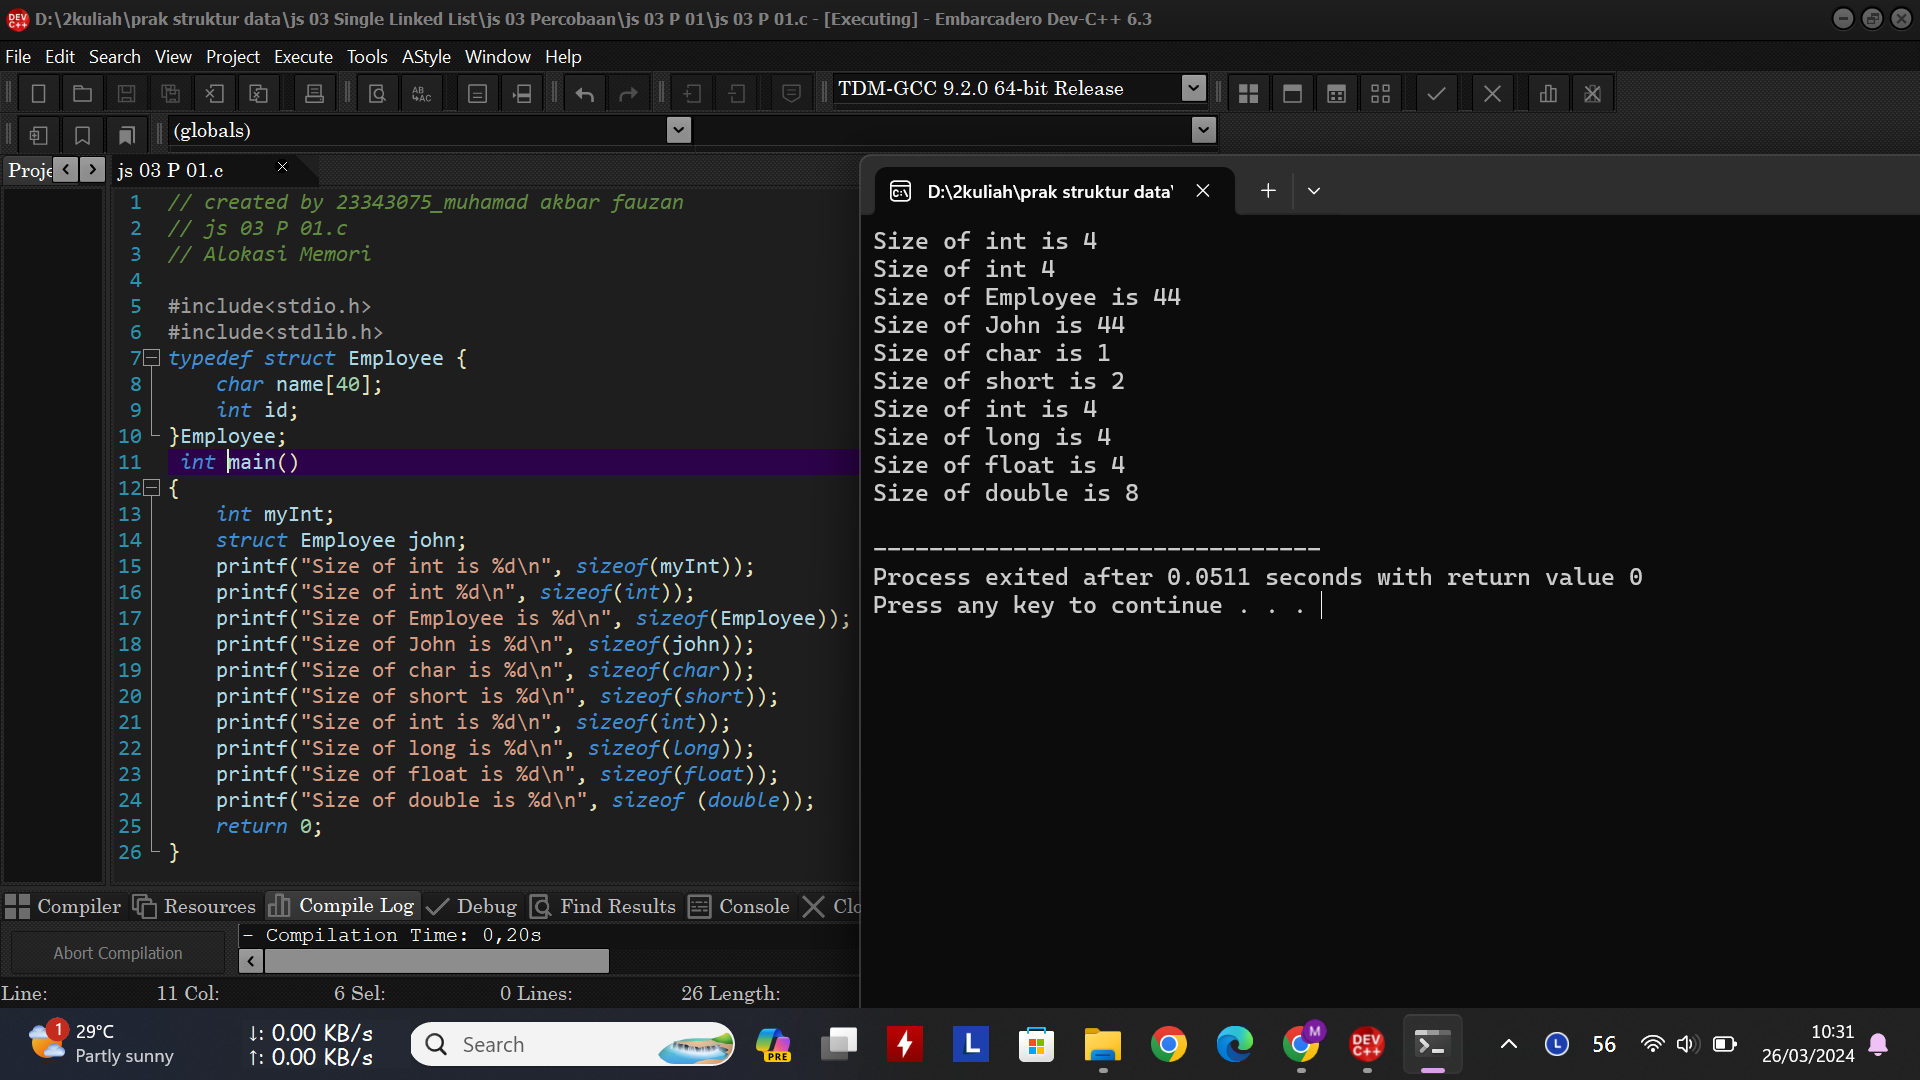 D:\2kuliah\prak struktur data\js 03 Single Linked List\js 03 Percobaan\js 03 P 01\js 03 P 01.c - [Executing] - Embarcadero Dev-C++ 6.3
File Edit Search View Project Execute Tools AStyle Window Help
TDM-GCC 9.2.0 64-bit Release
(globals)
Proje
js 03 P 01.c
1 // created by 23343075_muhamad akbar fauzan
2 // js 03 P 01.c
3 // Alokasi Memori
4
5 #include<stdio.h>
6 #include<stdlib.h>
7 typedef struct Employee {
8 char name[40];
9 int id;
10 }Employee;
11 int main()
12 {
13 int myInt;
14 struct Employee john;
15 printf("Size of int is %d\n", sizeof(myInt));
16 printf("Size of int %d\n", sizeof(int));
17 printf("Size of Employee is %d\n", sizeof(Employee));
18 printf("Size of John is %d\n", sizeof(john));
19 printf("Size of char is %d\n", sizeof(char));
20 printf("Size of short is %d\n", sizeof(short));
21 printf("Size of int is %d\n", sizeof(int));
22 printf("Size of long is %d\n", sizeof(long));
23 printf("Size of float is %d\n", sizeof(float));
24 printf("Size of double is %d\n", sizeof (double));
25 return 0;
26 }
D:\2kuliah\prak struktur data\
Size of int is 4
Size of int 4
Size of Employee is 44
Size of John is 44
Size of char is 1
Size of short is 2
Size of int is 4
Size of long is 4
Size of float is 4
Size of double is 8
--------------------------------
Process exited after 0.0511 seconds with return value 0
Press any key to continue . . .
Compiler Resources Compile Log Debug Find Results Console Clo
- Compilation Time: 0,20s
Abort Compilation
Line: 11 Col: 6 Sel: 0 Lines: 26 Length:
1
29°C
Partly sunny
↓: 0.00 KB/s
↑: 0.00 KB/s
Search
PRE
L
M
DEV C++
L
56
10:31
26/03/2024